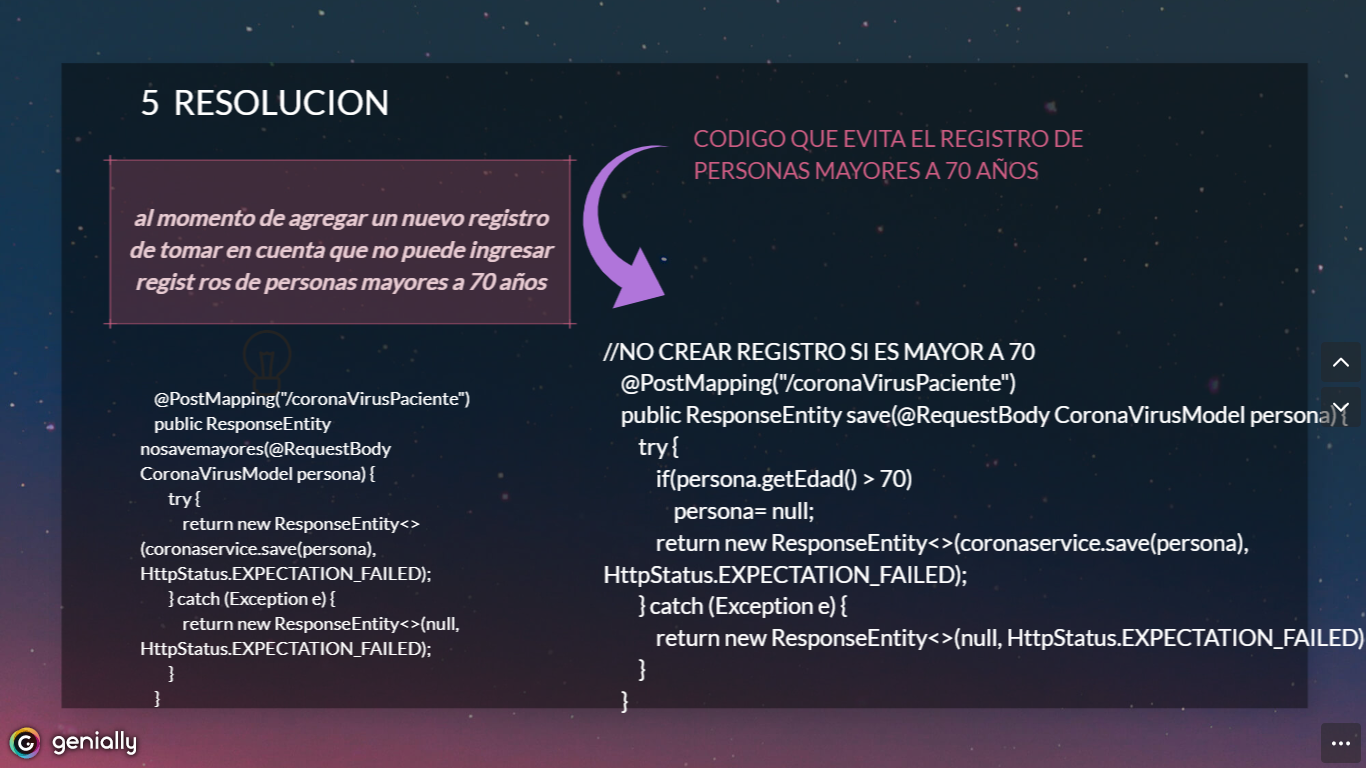 5 RESOLUCION
CODIGO QUE EVITA EL REGISTRO DE
PERSONAS MAYORES A 70 AÑOS
al momento de agregar un nuevo registro
de tomar en cuenta que no puede ingresar
regist ros de personas mayores a 70 años
@PostMapping("/coronaVirusPaciente")
public ResponseEntity
nosavemayores(@RequestBody
CoronaVirusModel persona) {
try {
return new ResponseEntity<>
(coronaservice.save(persona),
HttpStatus.EXPECTATION_FAILED);
} catch (Exception e) {
return new ResponseEntity<>(null,
HttpStatus.EXPECTATION_FAILED);
}
}
//NO CREAR REGISTRO SI ES MAYOR A 70
@PostMapping("/coronaVirusPaciente")
public ResponseEntity save(@RequestBody CoronaVirusModel persona) {
try {
if(persona.getEdad() > 70)
persona= null;
return new ResponseEntity<>(coronaservice.save(persona),
HttpStatus.EXPECTATION_FAILED);
} catch (Exception e) {
return new ResponseEntity<>(null, HttpStatus.EXPECTATION_FAILED)
}
}
genially